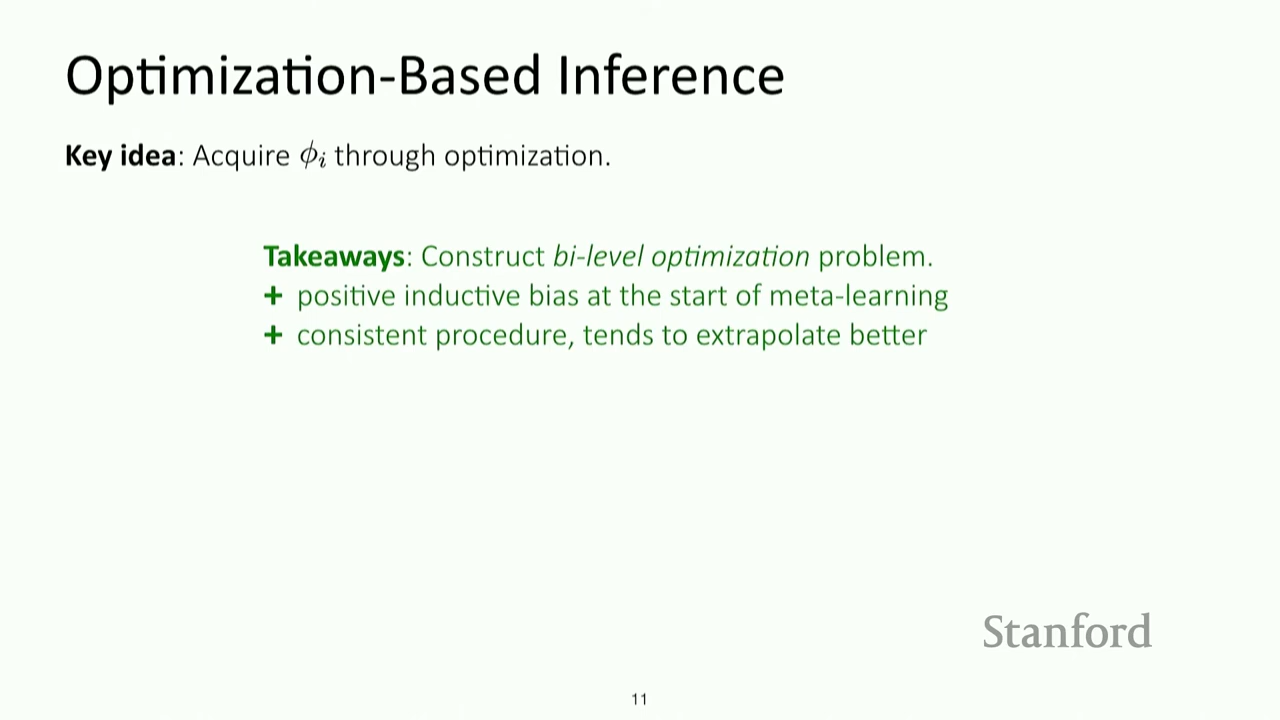 Optimization-Based Inference
Key idea: Acquire ϕᵢ through optimization.
Takeaways: Construct bi-level optimization problem.
+ positive inductive bias at the start of meta-learning
+ consistent procedure, tends to extrapolate better
Stanford
11